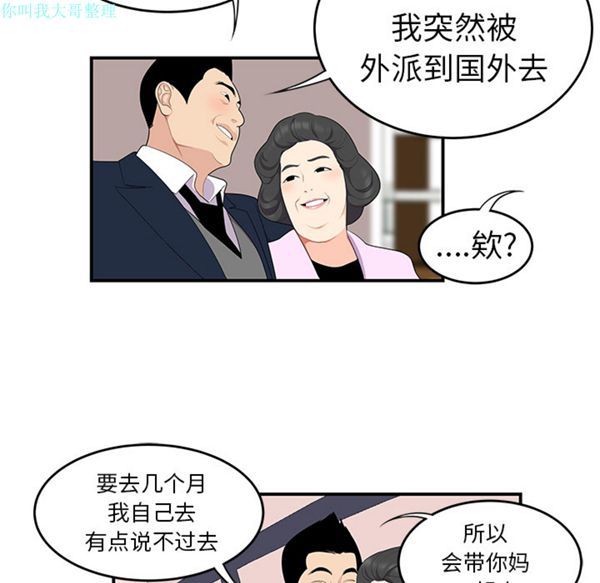 你叫我大哥整理
我突然被
外派到国外去
....欸?
要去几个月
我自己去
有点说不过去
所以
会带你妈